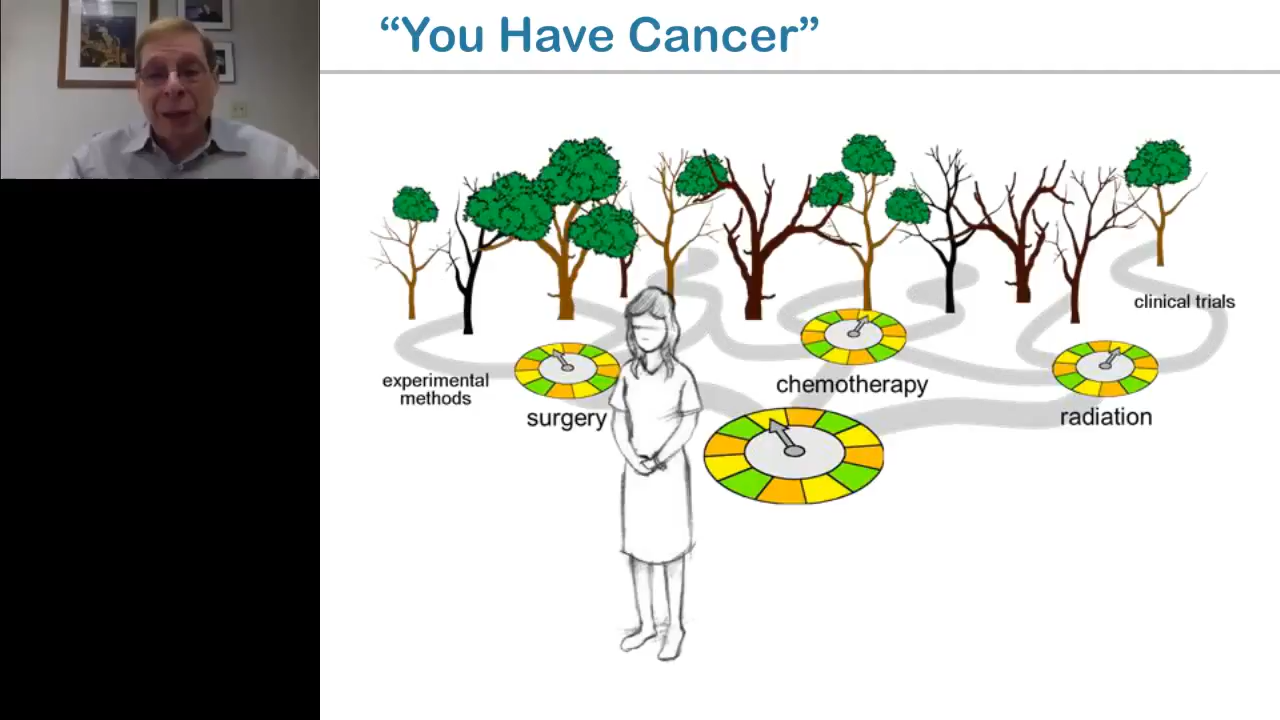 “You Have Cancer”
clinical trials
experimental
methods
surgery
chemotherapy
radiation